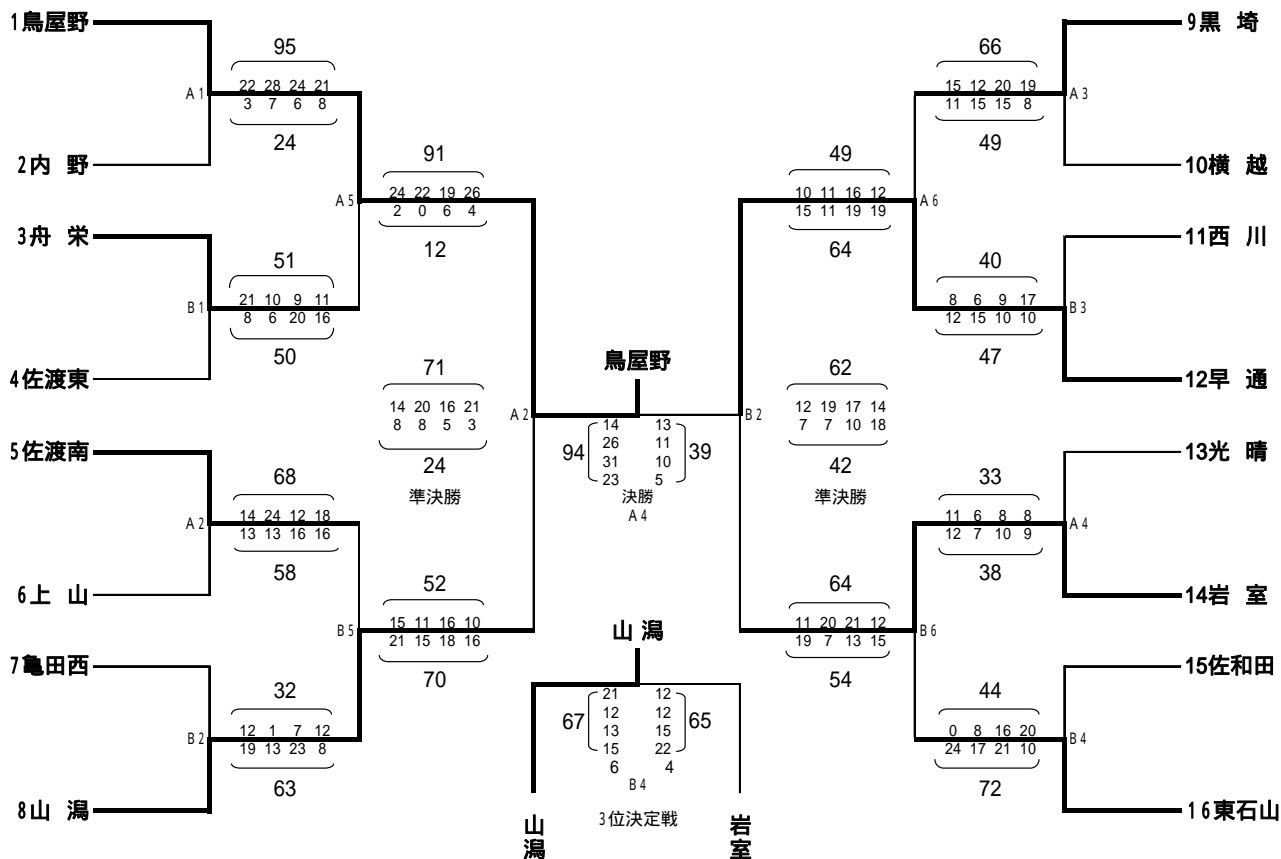 1鳥屋野
9黒 埼
95
66
A1
22 28 24 21
3 7 6 8
15 12 20 19
11 15 15 8
A3
24
49
2内 野
91
49
10横 越
A5
24 22 19 26
2 0 6 4
10 11 16 12
15 11 19 19
A6
3舟 栄
12
64
11西 川
51
40
B1
21 10 9 11
8 6 20 16
8 6 9 17
12 15 10 10
B3
50
47
4佐渡東
71
鳥屋野
62
12早 通
14 20 16 21
8 8 5 3
A2
B2
12 19 17 14
7 7 10 18
94
14 13
26 11
31 10
23 5
39
5佐渡南
24
42
13光 晴
準決勝
決勝
A4
準決勝
68
33
A2
14 24 12 18
13 13 16 16
11 6 8 8
12 7 10 9
A4
58
38
6上 山
52
64
14岩 室
B5
15 11 16 10
21 15 18 16
山 潟
11 20 21 12
19 7 13 15
B6
7亀田西
70
54
15佐和田
32
67
21 12
12 12
13 15
15 22
6 4
65
44
B2
12 1 7 12
19 13 23 8
B4
0 8 16 20
24 17 21 10
B4
63
72
8山 潟
山潟
3位決定戦
岩室
16東石山